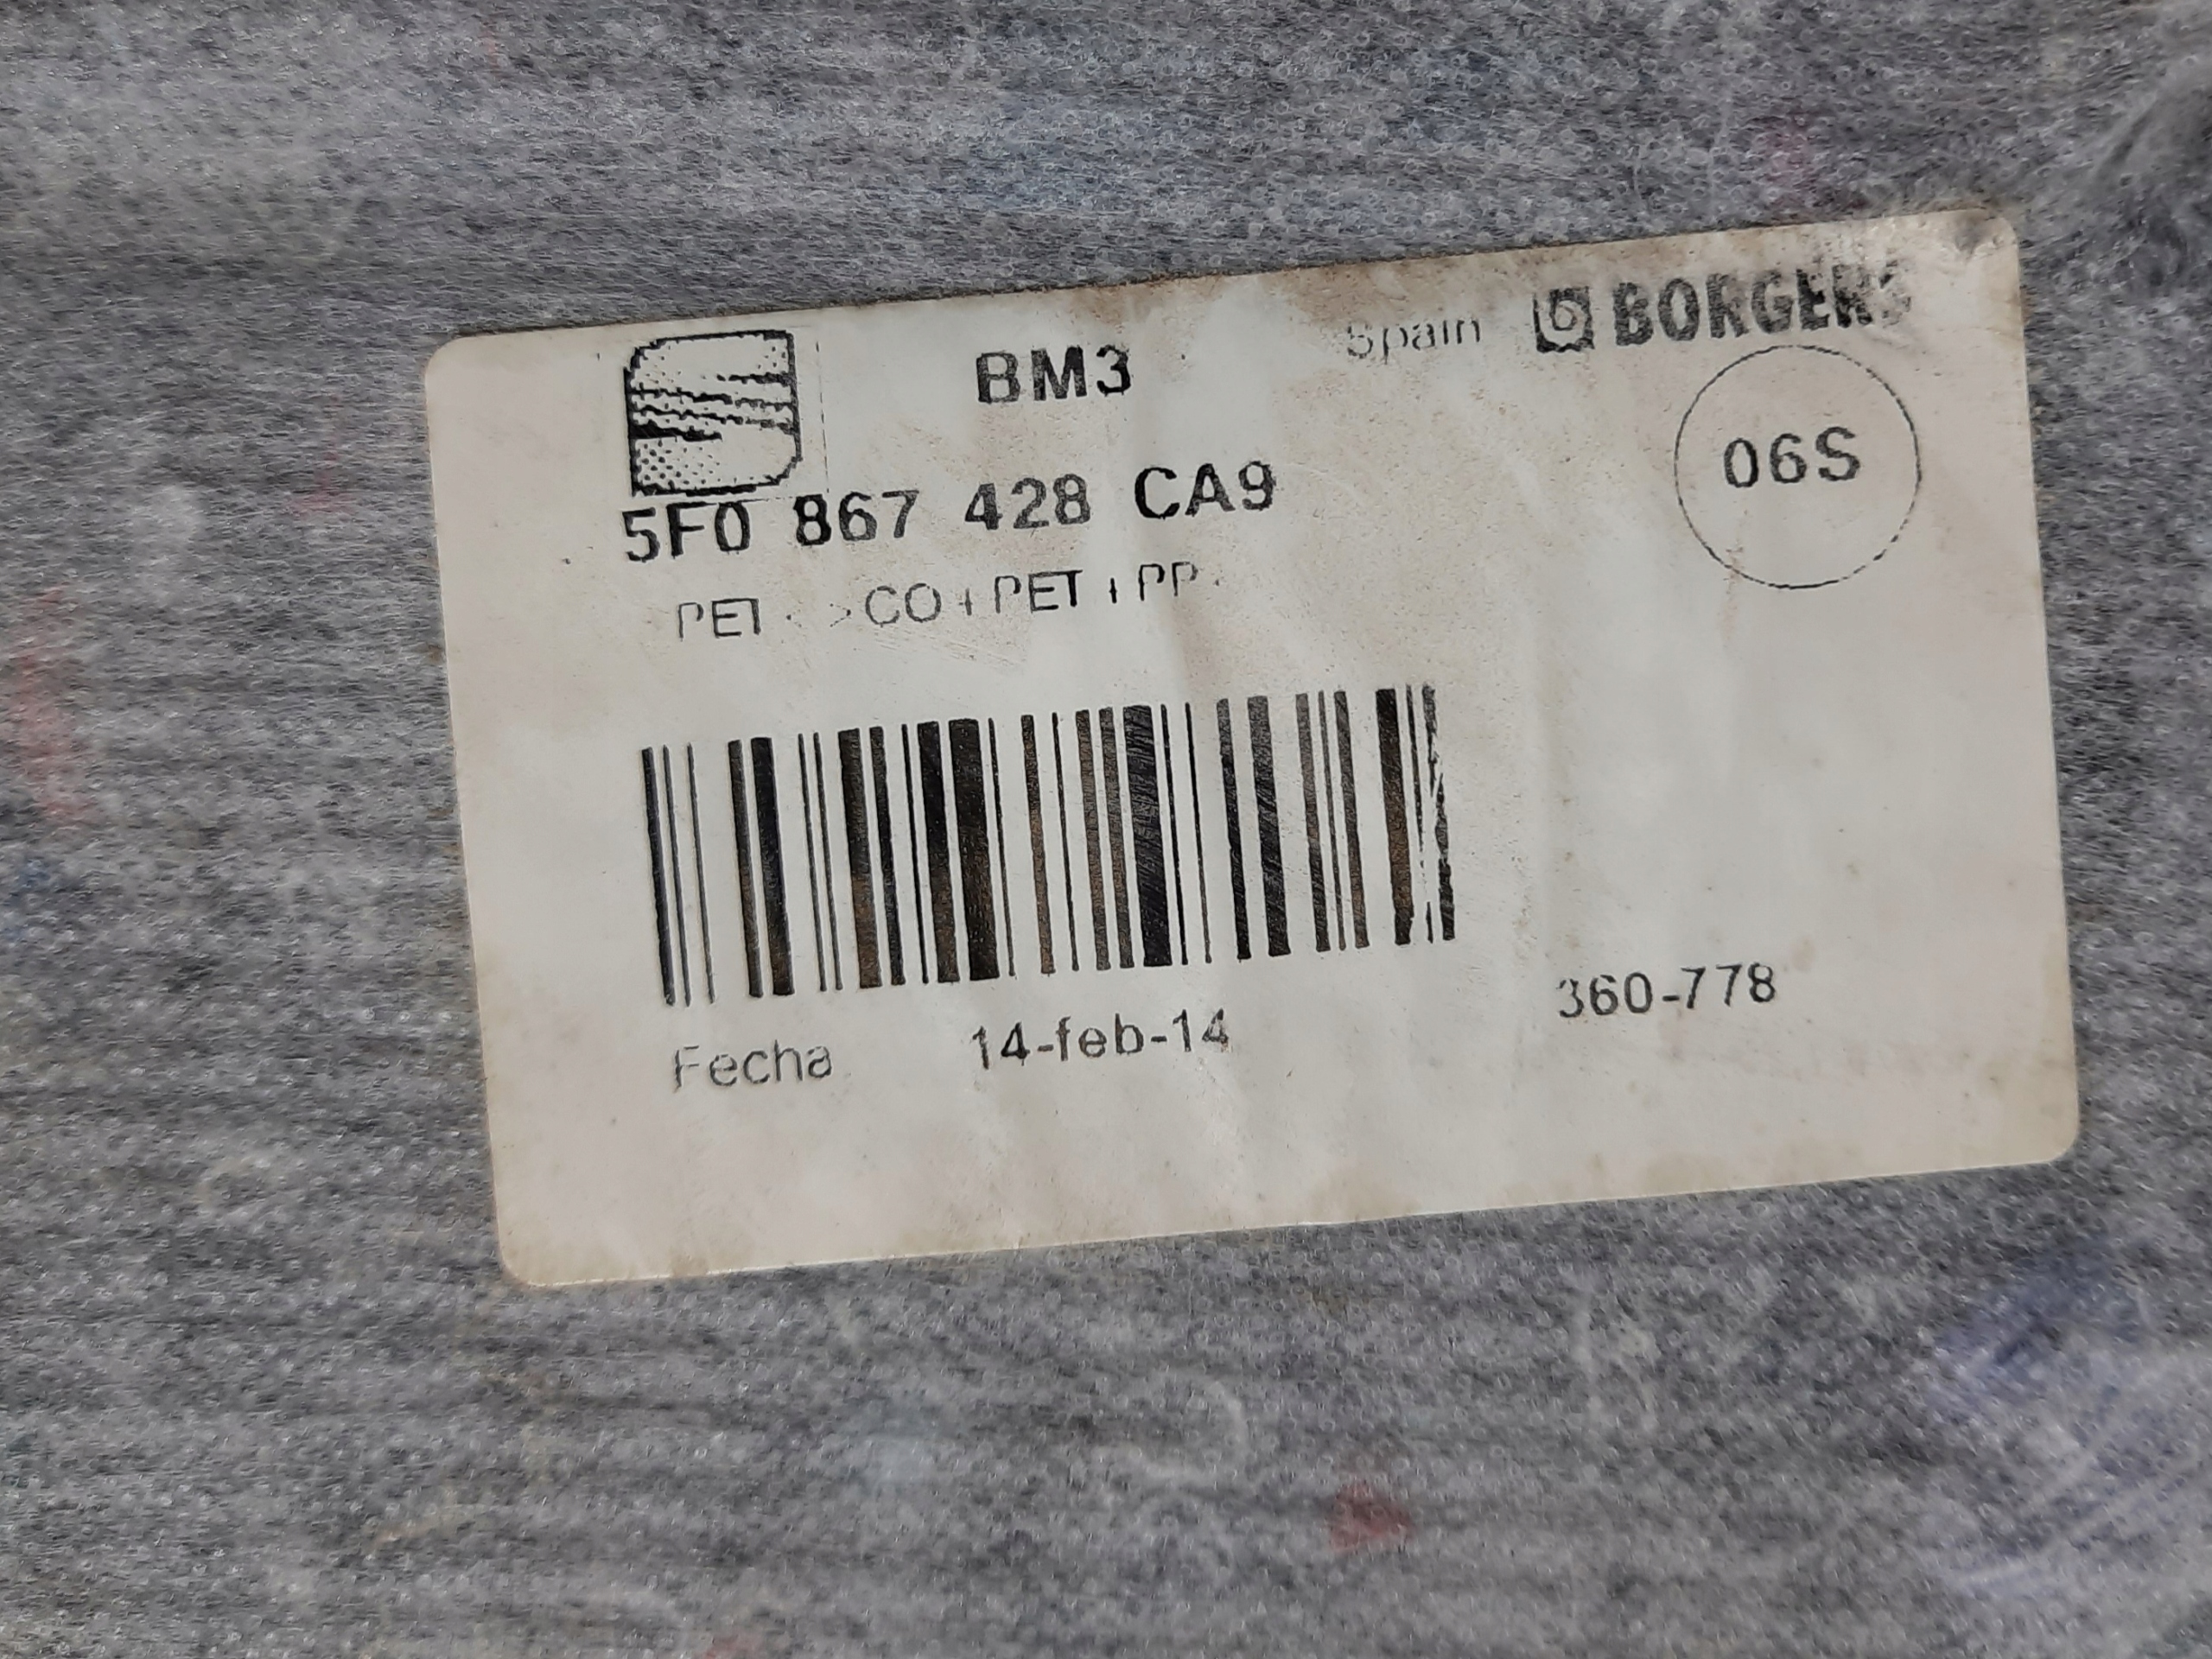 BM3
Spain BORGERS
06S
5F0 867 428 CA9
PET< >CO+PET+PP<
360-778
Fecha 14-feb-14